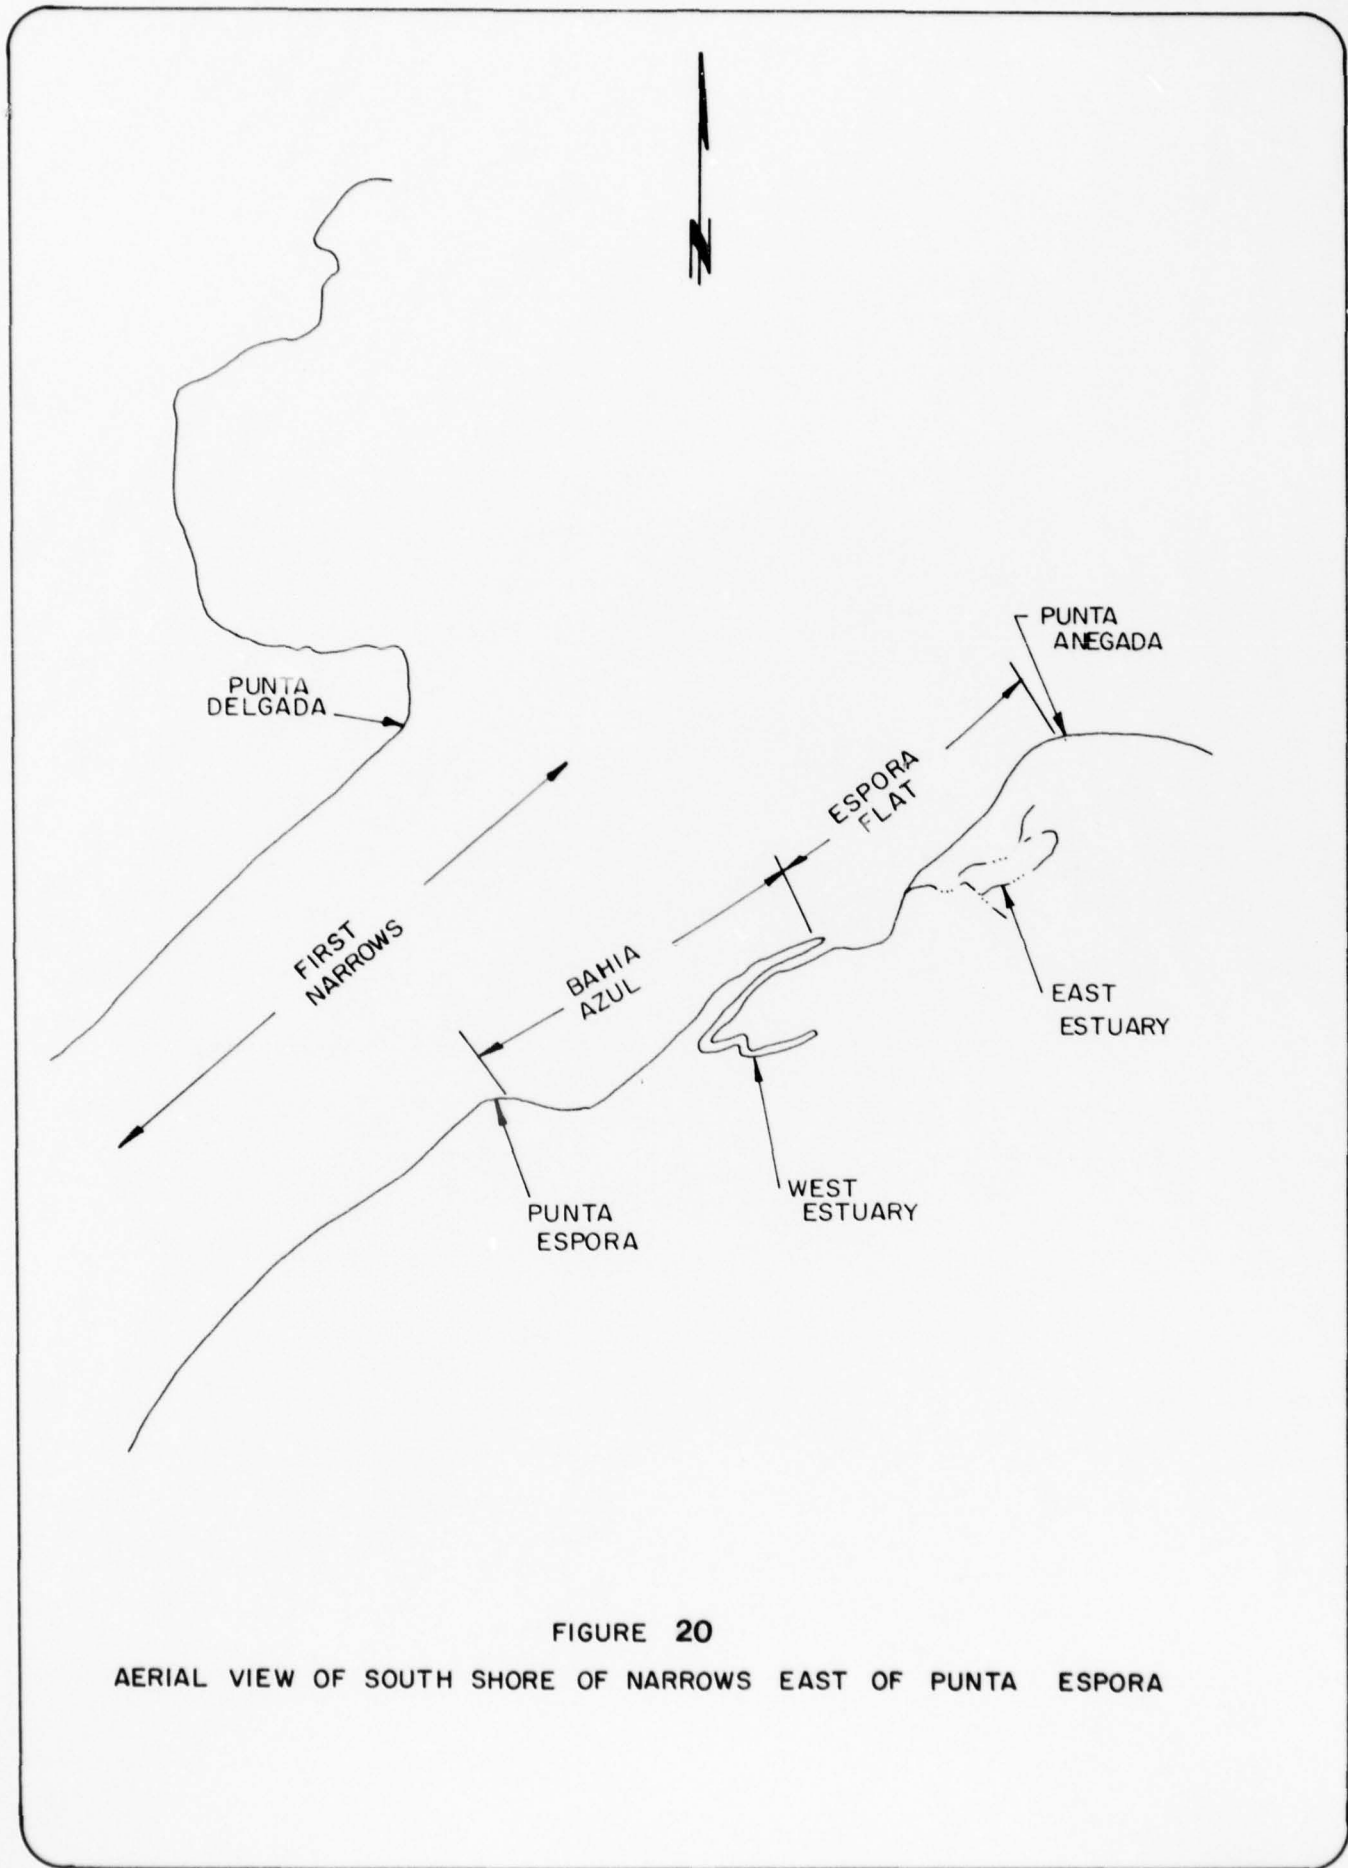 N
PUNTA
ANEGADA
PUNTA
DELGADA
ESPORA
FLAT
FIRST
NARROWS
BAHIA
AZUL
EAST
ESTUARY
WEST
ESTUARY
PUNTA
ESPORA
FIGURE 20
AERIAL VIEW OF SOUTH SHORE OF NARROWS EAST OF PUNTA ESPORA